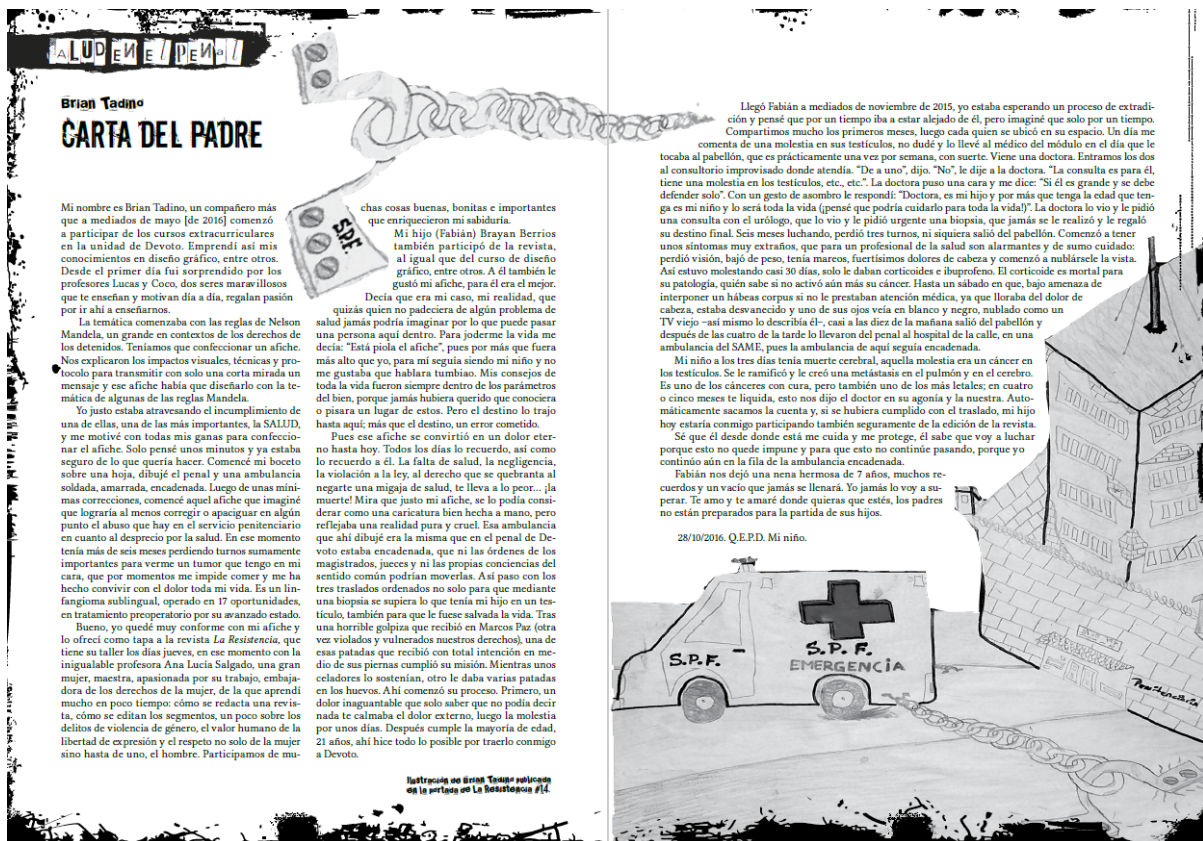 SALUD EN EL PENAL
Brian Tadino
CARTA DEL PADRE
Mi nombre es Brian Tadino, un compañero más
que a mediados de mayo [de 2016] comenzó
a participar de los cursos extracurriculares
en la unidad de Devoto. Emprendí así mis
conocimientos en diseño gráfico, entre otros.
Desde el primer día fui sorprendido por los
profesores Lucas y Coco, dos seres maravillosos
que te enseñan y motivan día a día, regalan pasión
por ir ahí a enseñarnos.
La temática comenzaba con las reglas de Nelson
Mandela, un grande en contextos de los derechos de
los detenidos. Teníamos que confeccionar un afiche.
Nos explicaron los impactos visuales, técnicas y pro-
tocolo para transmitir con solo una corta mirada un
mensaje y ese afiche había que diseñarlo con la te-
mática de algunas de las reglas Mandela.
Yo justo estaba atravesando el incumplimiento de
una de ellas, una de las más importantes, la SALUD,
y me motivé con todas mis ganas para confeccio-
nar el afiche. Solo pensé unos minutos y ya estaba
seguro de lo que quería hacer. Comencé mi boceto
sobre una hoja, dibujé el penal y una ambulancia
soldada, amarrada, encadenada. Luego de unas míni-
mas correcciones, comencé aquel afiche que imaginé
que lograría al menos corregir o apaciguar en algún
punto el abuso que hay en el servicio penitenciario
en cuanto al desprecio por la salud. En ese momento
tenía más de seis meses perdiendo turnos sumamente
importantes para verme un tumor que tengo en mi
cara, que por momentos me impide comer y me ha
hecho convivir con el dolor toda mi vida. Es un lin-
fangioma sublingual, operado en 17 oportunidades,
en tratamiento preoperatorio por su avanzado estado.
Bueno, yo quedé muy conforme con mi afiche y
lo ofrecí como tapa a la revista La Resistencia, que
tiene su taller los días jueves, en ese momento con la
inigualable profesora Ana Lucía Salgado, una gran
mujer, maestra, apasionada por su trabajo, embaja-
dora de los derechos de la mujer, de la que aprendí
mucho en poco tiempo: cómo se redacta una revis-
ta, cómo se editan los segmentos, un poco sobre los
delitos de violencia de género, el valor humano de la
libertad de expresión y el respeto no solo de la mujer
sino hasta de uno, el hombre. Participamos de mu-
chas cosas buenas, bonitas e importantes
que enriquecieron mi sabiduría.
Mi hijo (Fabián) Brayan Berrios
también participó de la revista,
al igual que del curso de diseño
gráfico, entre otros. A él también le
gustó mi afiche, para él era el mejor.
Decía que era mi caso, mi realidad, que
quizás quien no padeciera de algún problema de
salud jamás podría imaginar por lo que puede pasar
una persona aquí dentro. Para joderme la vida me
decía: “Está piola el afiche”, pues por más que fuera
más alto que yo, para mí seguía siendo mi niño y no
me gustaba que hablara tumbiao. Mis consejos de
toda la vida fueron siempre dentro de los parámetros
del bien, porque jamás hubiera querido que conociera
o pisara un lugar de estos. Pero el destino lo trajo
hasta aquí; más que el destino, un error cometido.
Pues ese afiche se convirtió en un dolor eter-
no hasta hoy. Todos los días lo recuerdo, así como
lo recuerdo a él. La falta de salud, la negligencia,
la violación a la ley, al derecho que se quebranta al
negarte una migaja de salud, te lleva a lo peor... ¡la
muerte! Mira que justo mi afiche, se lo podía consi-
derar como una caricatura bien hecha a mano, pero
reflejaba una realidad pura y cruel. Esa ambulancia
que ahí dibujé era la misma que en el penal de De-
voto estaba encadenada, que ni las órdenes de los
magistrados, jueces y ni las propias conciencias del
sentido común podrían moverlas. Así paso con los
tres traslados ordenados no solo para que mediante
una biopsia se supiera lo que tenía mi hijo en un tes-
tículo, también para que le fuese salvada la vida. Tras
una horrible golpiza que recibió en Marcos Paz (otra
vez violados y vulnerados nuestros derechos), una de
esas patadas que recibió con total intención en me-
dio de sus piernas cumplió su misión. Mientras unos
celadores lo sostenían, otro le daba varias patadas
en los huevos. Ahí comenzó su proceso. Primero, un
dolor inaguantable que solo saber que no podía decir
nada te calmaba el dolor externo, luego la molestia
por unos días. Después cumple la mayoría de edad,
21 años, ahí hice todo lo posible por traerlo conmigo
a Devoto.
Ilustración de Brian Tadino publicada
en la portada de La Resistencia #14.
S.P.F.
Llegó Fabián a mediados de noviembre de 2015, yo estaba esperando un proceso de extradi-
ción y pensé que por un tiempo iba a estar alejado de él, pero imaginé que solo por un tiempo.
Compartimos mucho los primeros meses, luego cada quien se ubicó en su espacio. Un día me
comenta de una molestia en sus testículos, no dudé y lo llevé al médico del módulo en el día que le
tocaba al pabellón, que es prácticamente una vez por semana, con suerte. Viene una doctora. Entramos los dos
al consultorio improvisado donde atendía. “De a uno”, dijo. “No”, le dije a la doctora. “La consulta es para él,
tiene una molestia en los testículos, etc., etc.”. La doctora puso una cara y me dice: “Si él es grande y se debe
defender solo”. Con un gesto de asombro le respondí: “Doctora, es mi hijo y por más que tenga la edad que ten-
ga es mi niño y lo será toda la vida (¡pensé que podría cuidarlo para toda la vida!)”. La doctora lo vio y le pidió
una consulta con el urólogo, que lo vio y le pidió urgente una biopsia, que jamás se le realizó y le regaló
su destino final. Seis meses luchando, perdió tres turnos, ni siquiera salió del pabellón. Comenzó a tener
unos síntomas muy extraños, que para un profesional de la salud son alarmantes y de sumo cuidado:
perdió visión, bajó de peso, tenía mareos, fuertísimos dolores de cabeza y comenzó a nublársele la vista.
Así estuvo molestando casi 30 días, solo le daban corticoides e ibuprofeno. El corticoide es mortal para
su patología, quién sabe si no activó aún más su cáncer. Hasta un sábado en que, bajo amenaza de
interponer un hábeas corpus si no le prestaban atención médica, ya que lloraba del dolor de
cabeza, estaba desvanecido y uno de sus ojos veía en blanco y negro, nublado como un
TV viejo –así mismo lo describía él–, casi a las diez de la mañana salió del pabellón y
después de las cuatro de la tarde lo llevaron del penal al hospital de la calle, en una
ambulancia del SAME, pues la ambulancia de aquí seguía encadenada.
Mi niño a los tres días tenía muerte cerebral, aquella molestia era un cáncer en
los testículos. Se le ramificó y le creó una metástasis en el pulmón y en el cerebro.
Es uno de los cánceres con cura, pero también uno de los más letales; en cuatro
o cinco meses te liquida, esto nos dijo el doctor en su agonía y la nuestra. Auto-
máticamente sacamos la cuenta y, si se hubiera cumplido con el traslado, mi hijo
hoy estaría conmigo participando también seguramente de la edición de la revista.
Sé que él desde donde está me cuida y me protege, él sabe que voy a luchar
porque esto no quede impune y para que esto no continúe pasando, porque yo
continúo aún en la fila de la ambulancia encadenada.
Fabián nos dejó una nena hermosa de 7 años, muchos re-
cuerdos y un vacío que jamás se llenará. Yo jamás lo voy a su-
perar. Te amo y te amaré donde quieras que estés, los padres
no están preparados para la partida de sus hijos.
28/10/2016. Q.E.P.D. Mi niño.
S.P.F.
S.P.F.
EMERGENCIA
Penitenciaria